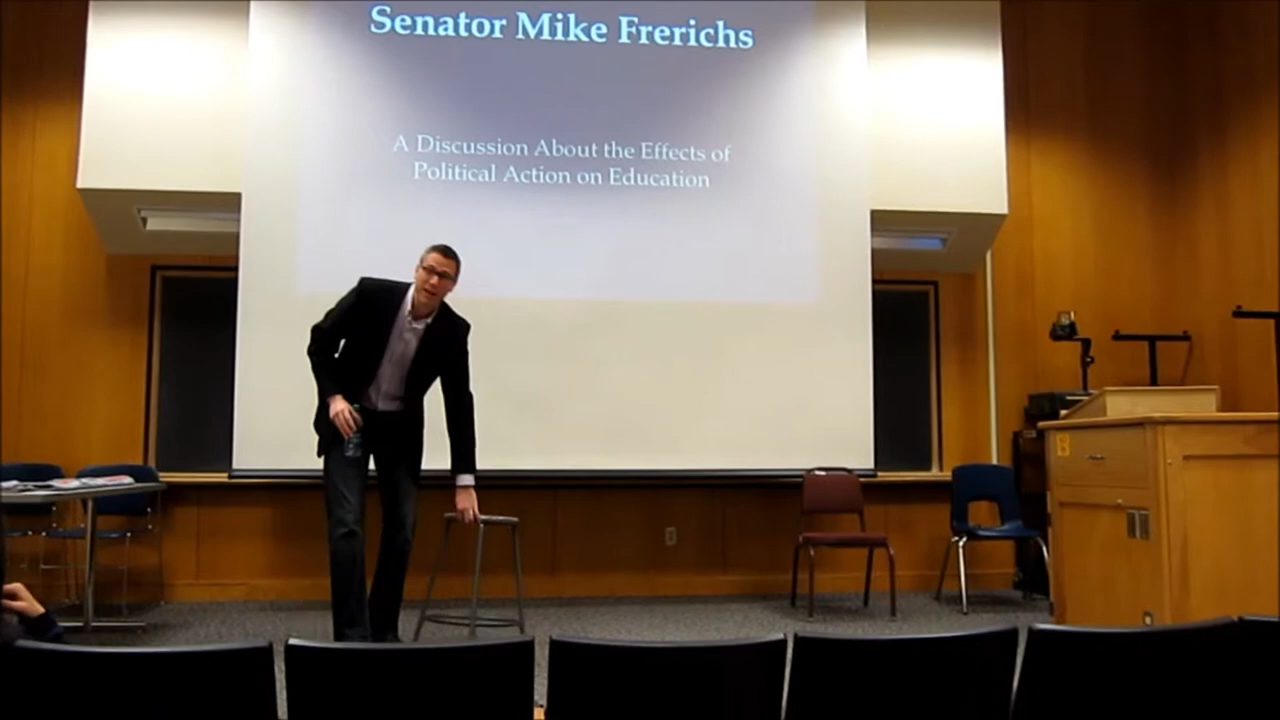 Senator Mike Frerichs
A Discussion About the Effects of
Political Action on Education